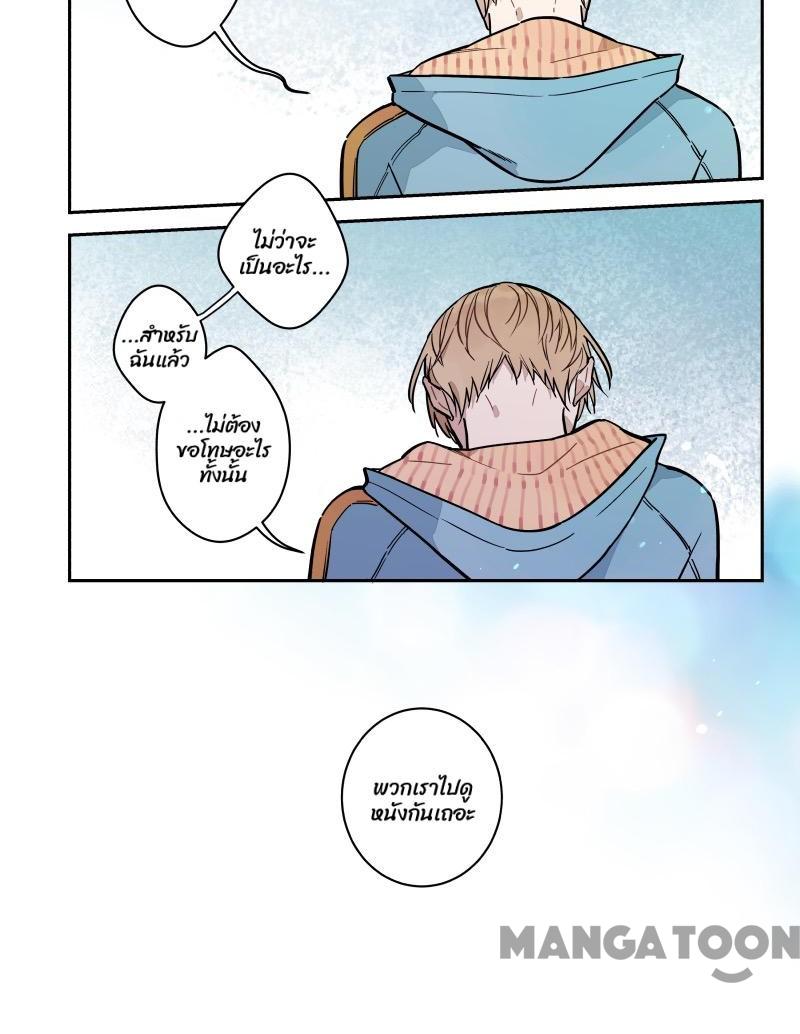 ไม่ว่าจะ
เป็นอะไร...
...สำหรับ
ฉันแล้ว
...ไม่ต้อง
ขอโทษอะไร
ทั้งนั้น
พวกเราไปดู
หนังกันเถอะ
MANGATOON